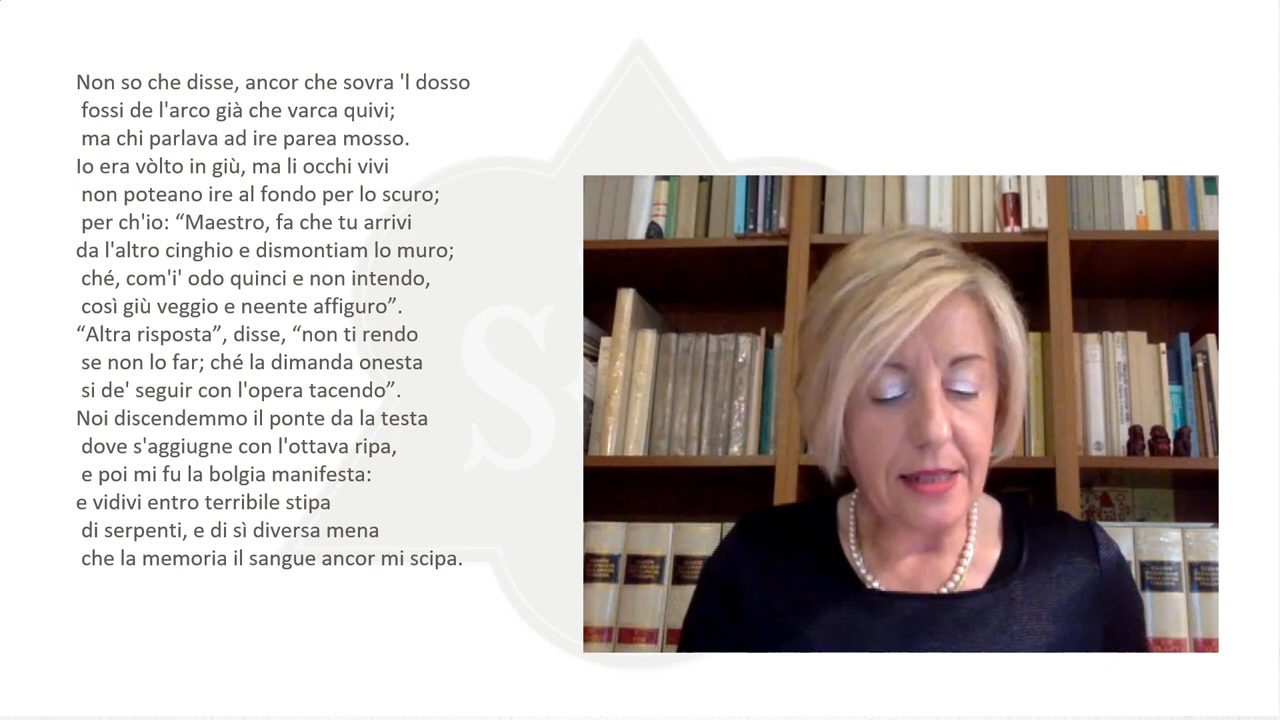 Non so che disse, ancor che sovra 'l dosso
fossi de l'arco già che varca quivi;
ma chi parlava ad ire parea mosso.
Io era vòlto in giù, ma li occhi vivi
non poteano ire al fondo per lo scuro;
per ch'io: “Maestro, fa che tu arrivi
da l'altro cinghio e dismontiam lo muro;
ché, com'i' odo quinci e non intendo,
così giù veggio e neente affiguro”.
“Altra risposta”, disse, “non ti rendo
se non lo far; ché la dimanda onesta
si de' seguir con l'opera tacendo”.
Noi discendemmo il ponte da la testa
dove s'aggiugne con l'ottava ripa,
e poi mi fu la bolgia manifesta:
e vidivi entro terribile stipa
di serpenti, e di sì diversa mena
che la memoria il sangue ancor mi scipa.
S